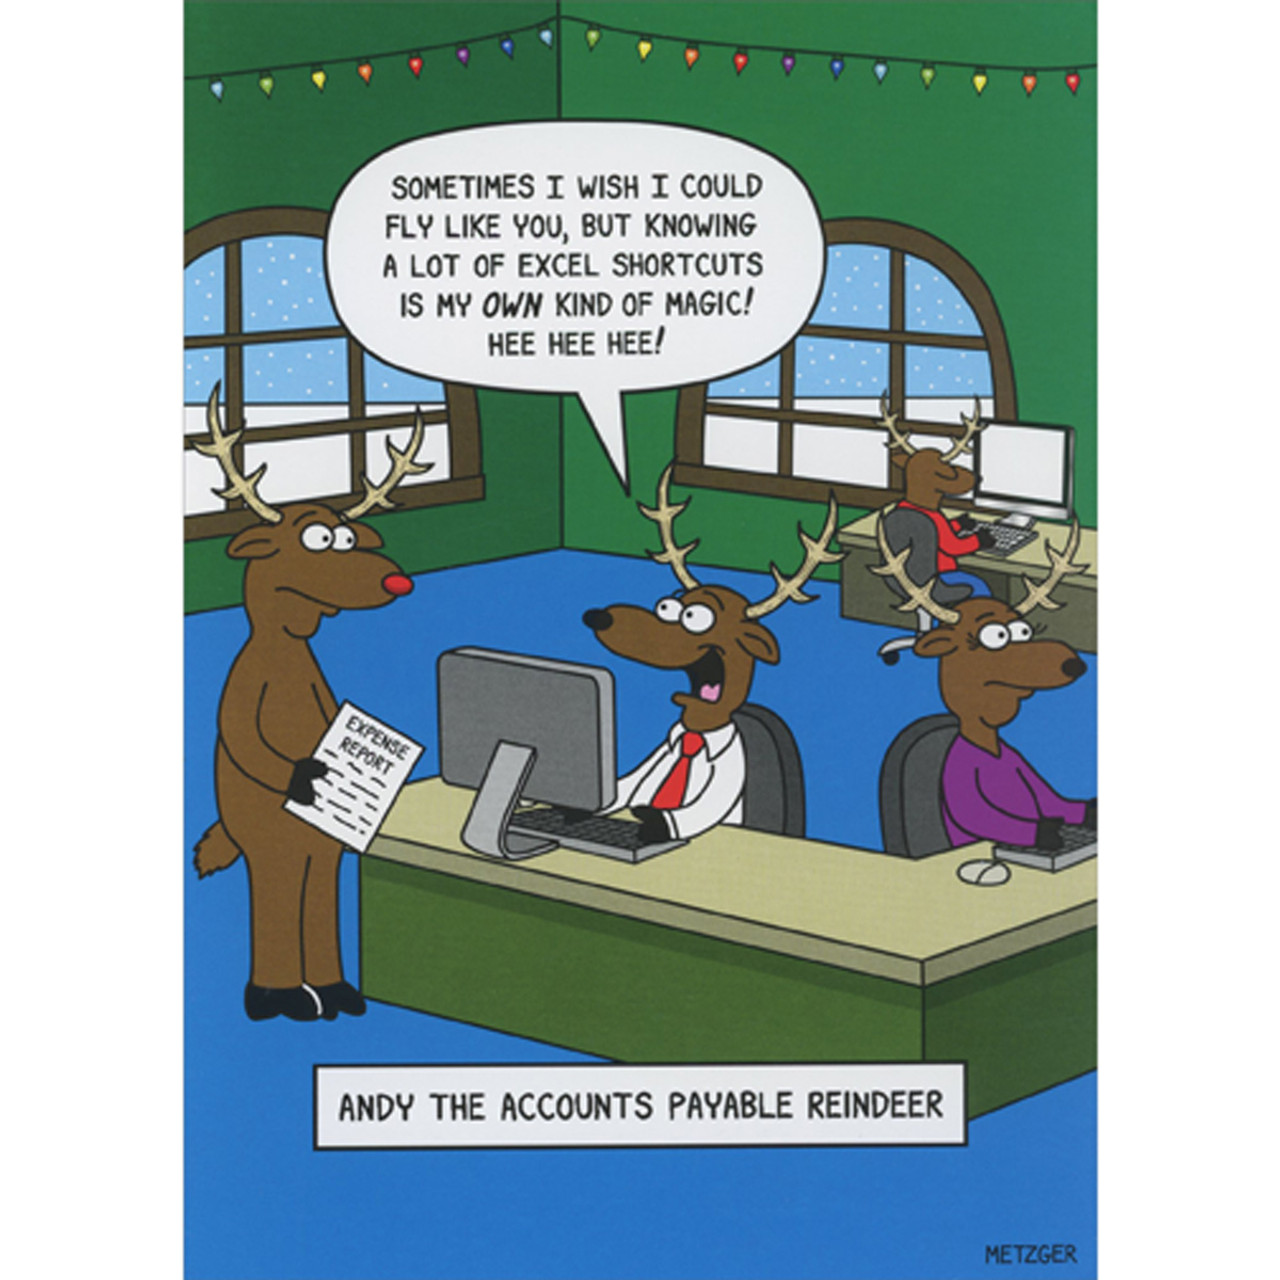 SOMETIMES I WISH I COULD
FLY LIKE YOU, BUT KNOWING
A LOT OF EXCEL SHORTCUTS
IS MY OWN KIND OF MAGIC!
HEE HEE HEE!
EXPENSE
REPORT
ANDY THE ACCOUNTS PAYABLE REINDEER
METZGER